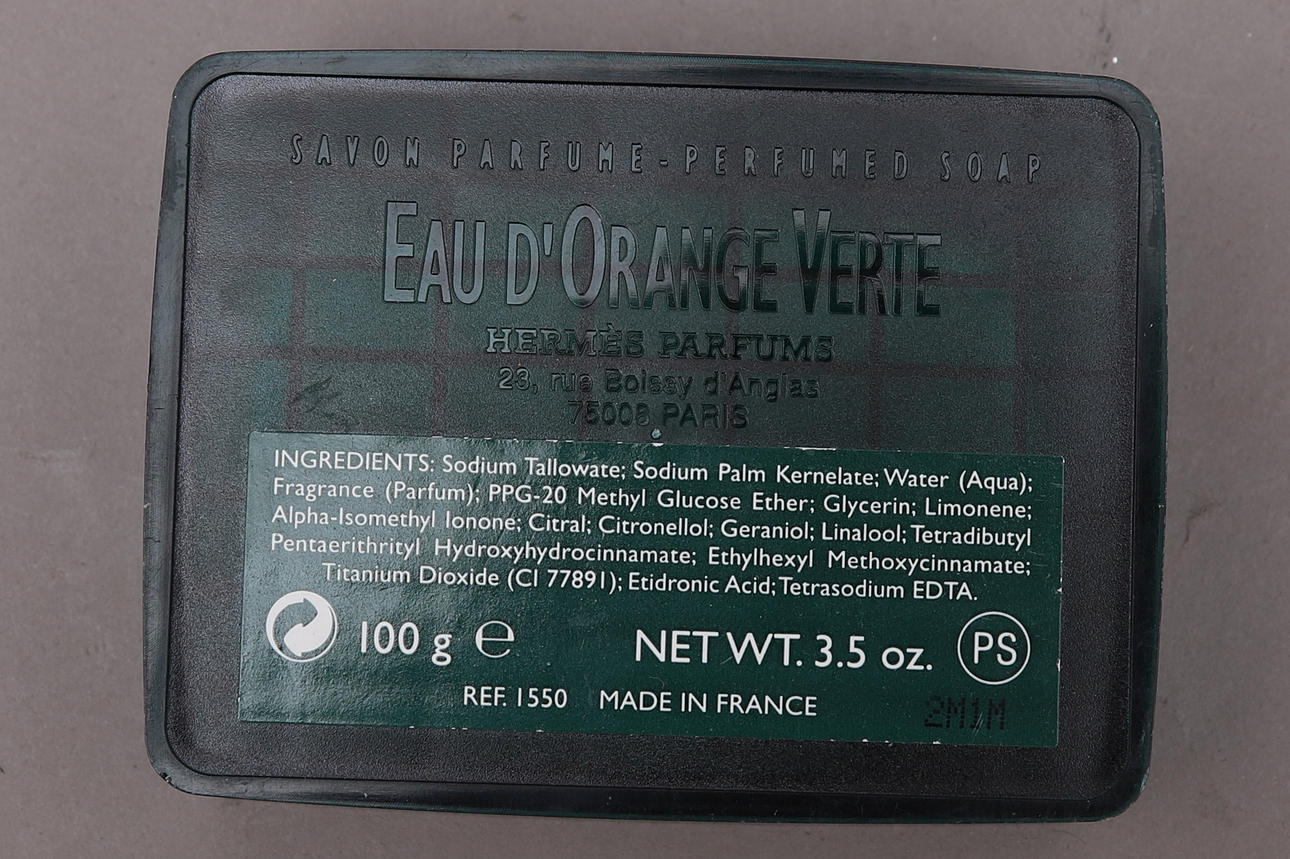 SAVON PARFUME-PERFUMED SOAP
EAU D'ORANGE VERTE
HERMÈS PARFUMS
23, rue Boissy d'Anglas
75008 PARIS
INGREDIENTS: Sodium Tallowate; Sodium Palm Kernelate; Water (Aqua);
Fragrance (Parfum); PPG-20 Methyl Glucose Ether; Glycerin; Limonene;
Alpha-Isomethyl Ionone; Citral; Citronellol; Geraniol; Linalool; Tetradibutyl
Pentaerithrityl Hydroxyhydrocinnamate; Ethylhexyl Methoxycinnamate;
Titanium Dioxide (CI 77891); Etidronic Acid; Tetrasodium EDTA.
100 g ℮ NET WT. 3.5 oz. PS
REF. 1550 MADE IN FRANCE
2M1M